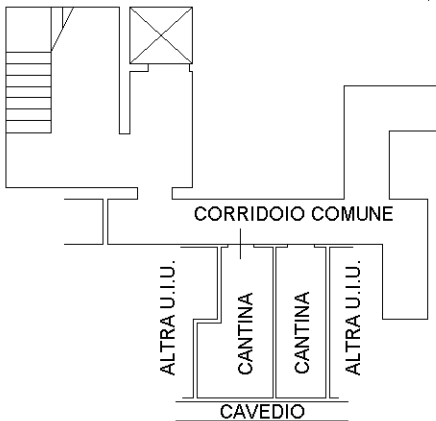 CORRIDOIO COMUNE
ALTRA U.I.U.
CANTINA
CANTINA
ALTRA U.I.U.
CAVEDIO